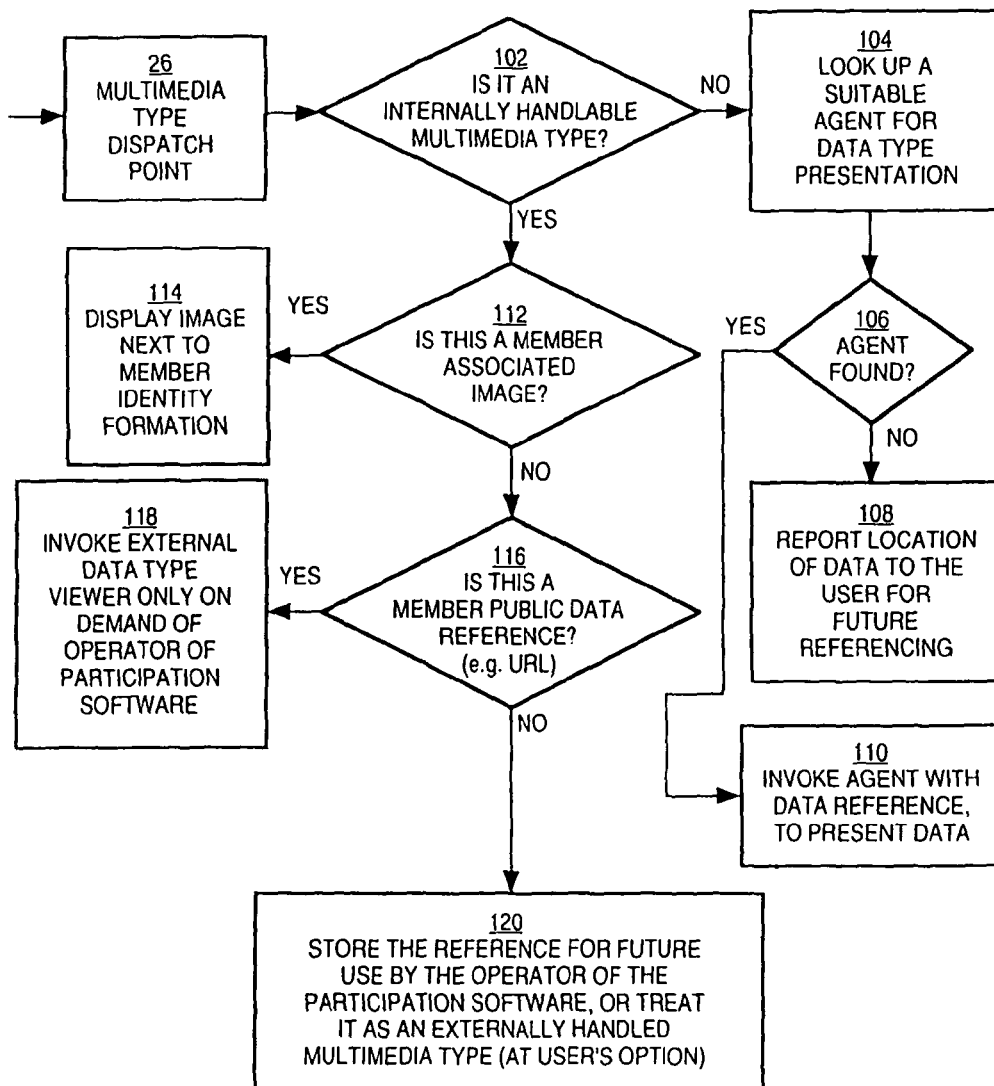 26
MULTIMEDIA
TYPE
DISPATCH
POINT
102
IS IT AN
INTERNALLY HANDLABLE
MULTIMEDIA TYPE?
NO
104
LOOK UP A
SUITABLE
AGENT FOR
DATA TYPE
PRESENTATION
YES
114
DISPLAY IMAGE
NEXT TO
MEMBER
IDENTITY
FORMATION
YES
112
IS THIS A MEMBER
ASSOCIATED
IMAGE?
YES
106
AGENT
FOUND?
NO
NO
118
INVOKE EXTERNAL
DATA TYPE
VIEWER ONLY ON
DEMAND OF
OPERATOR OF
PARTICIPATION
SOFTWARE
YES
116
IS THIS A
MEMBER PUBLIC DATA
REFERENCE?
(e.g. URL)
108
REPORT LOCATION
OF DATA TO THE
USER FOR
FUTURE
REFERENCING
NO
110
INVOKE AGENT WITH
DATA REFERENCE,
TO PRESENT DATA
120
STORE THE REFERENCE FOR FUTURE
USE BY THE OPERATOR OF THE
PARTICIPATION SOFTWARE, OR TREAT
IT AS AN EXTERNALLY HANDLED
MULTIMEDIA TYPE (AT USER'S OPTION)